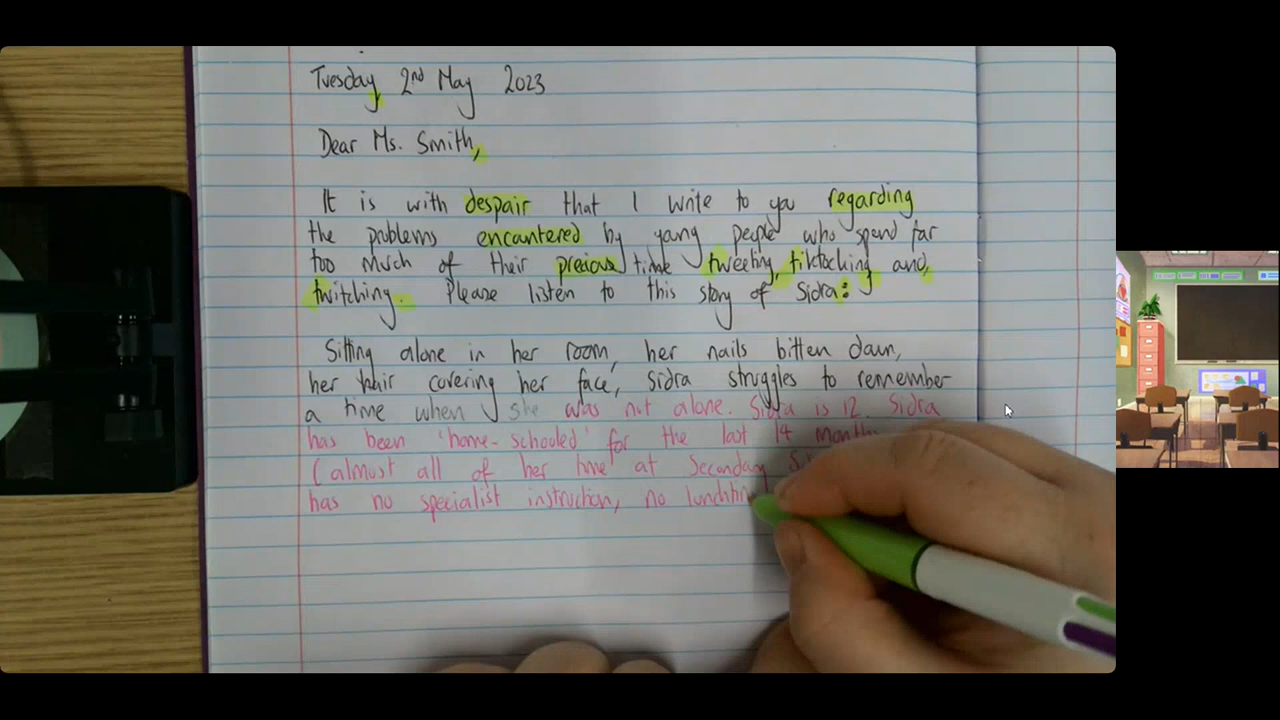 Tuesday, 2nd May 2023
Dear Ms. Smith,
It is with despair that I write to you regarding
the problems encountered by young people who spend far
too much of their precious time tweeting, tiktocking and,
twitching. Please listen to this story of Sidra:
Sitting alone in her room, her nails bitten down,
her hair covering her face, Sidra struggles to remember
a time when she was not alone. Sidra is 12. Sidra
has been 'home-schooled' for the last 14 months
(almost all of her time at Secondary
has no specialist instruction, no lunchtim